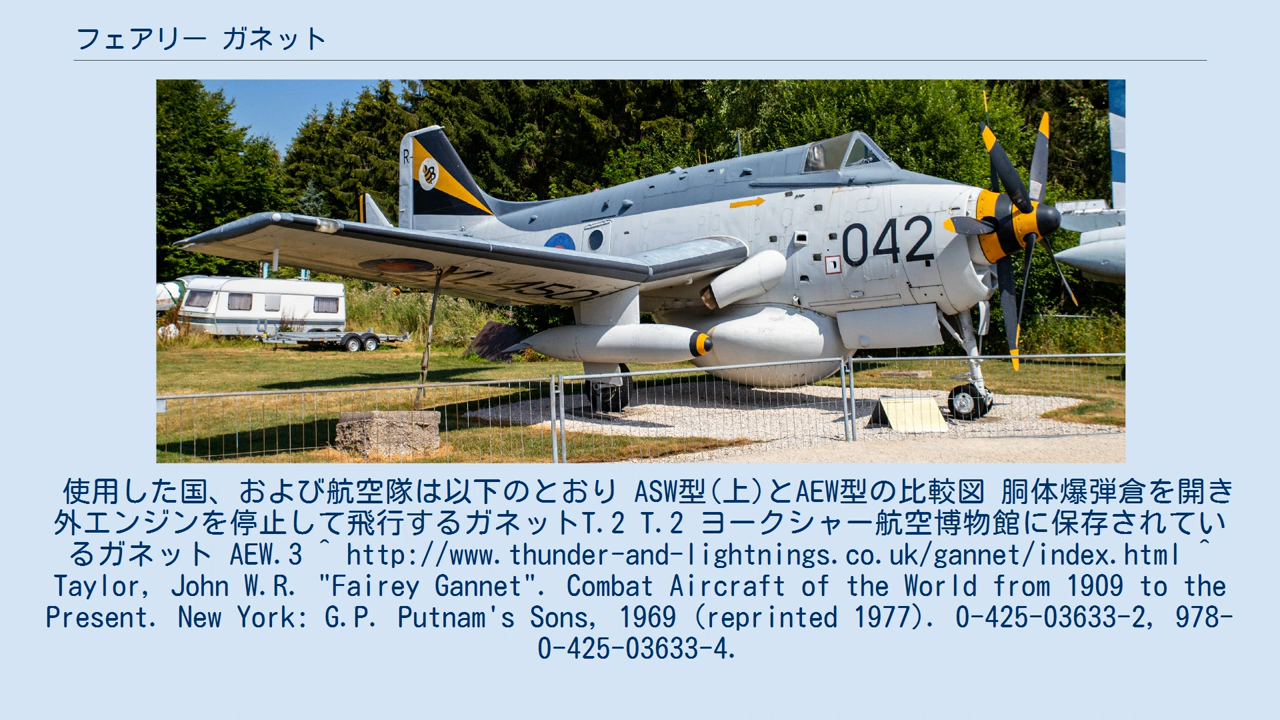 フェアリー ガネット
R
042
XL 450
使用した国、および航空隊は以下のとおり ASW型(上)とAEW型の比較図 胴体爆弾倉を開き
外エンジンを停止して飛行するガネットT.2 T.2 ヨークシャー航空博物館に保存されてい
るガネット AEW.3 ^ http://www.thunder-and-lightnings.co.uk/gannet/index.html ^
Taylor, John W.R. "Fairey Gannet". Combat Aircraft of the World from 1909 to the
Present. New York: G.P. Putnam's Sons, 1969 (reprinted 1977). 0-425-03633-2, 978-
0-425-03633-4.